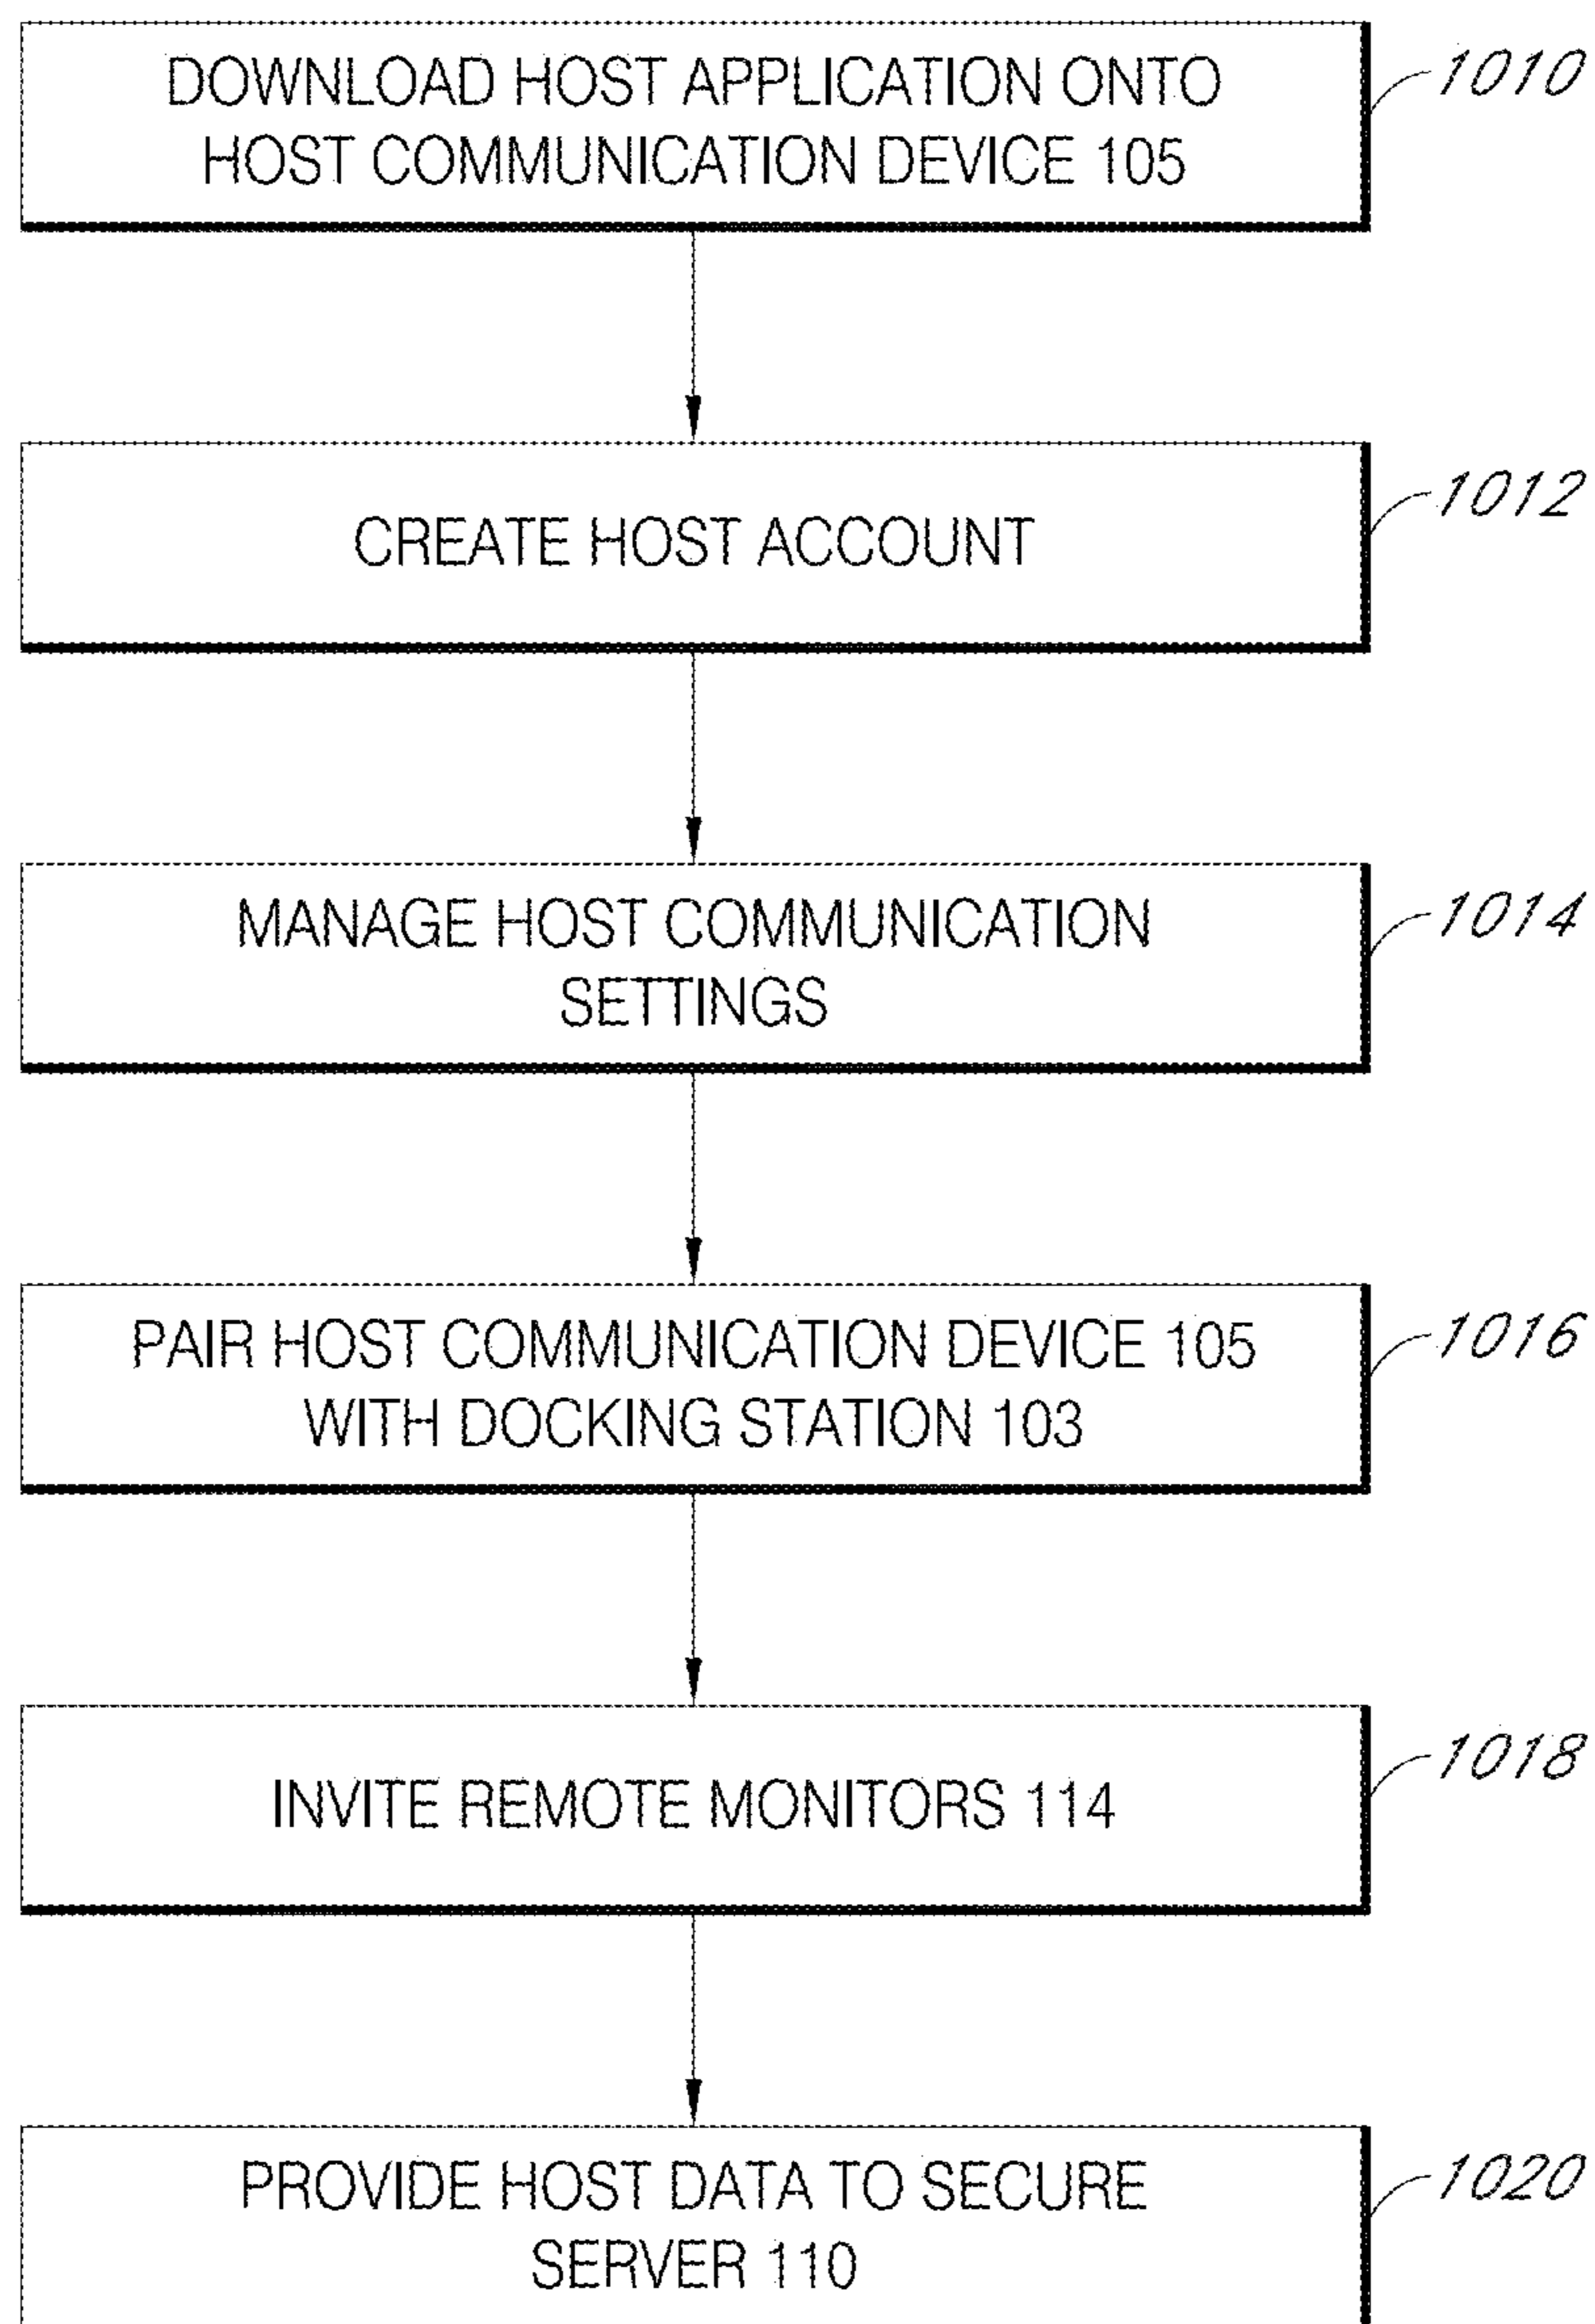 DOWNLOAD HOST APPLICATION ONTO
HOST COMMUNICATION DEVICE 105
1010
CREATE HOST ACCOUNT
1012
MANAGE HOST COMMUNICATION
SETTINGS
1014
PAIR HOST COMMUNICATION DEVICE 105
WITH DOCKING STATION 103
1016
INVITE REMOTE MONITORS 114
1018
PROVIDE HOST DATA TO SECURE
SERVER 110
1020